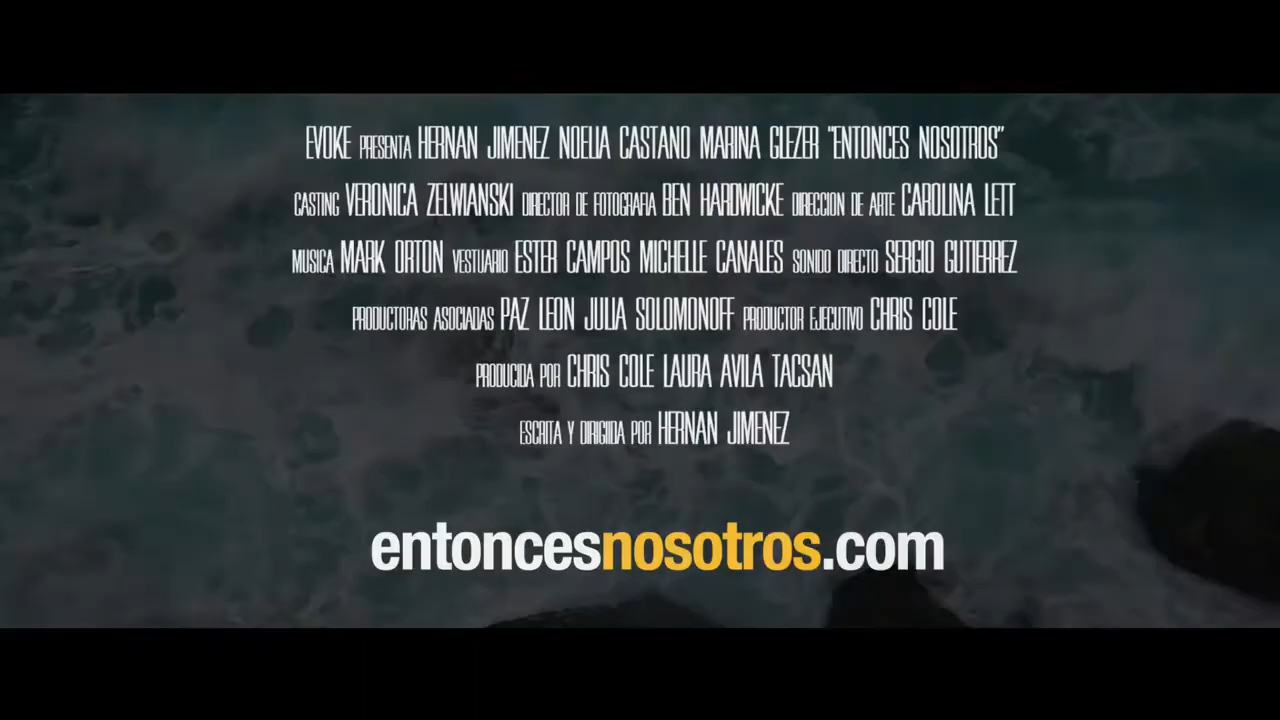 EVOKE PRESENTA HERNAN JIMENEZ NOELIA CASTANO MARINA GLEZER "ENTONCES NOSOTROS"
CASTING VERONICA ZELWIANSKI DIRECTOR DE FOTOGRAFIA BEN HARDWICKE DIRECCION DE ARTE CAROLINA LETT
MUSICA MARK ORTON VESTUARIO ESTER CAMPOS MICHELLE CANALES SONIDO DIRECTO SERGIO GUTIERREZ
PRODUCTORAS ASOCIADAS PAZ LEON JULIA SOLOMONOFF PRODUCTOR EJECUTIVO CHRIS COLE
PRODUCIDA POR CHRIS COLE LAURA AVILA TACSAN
ESCRITA Y DIRIGIIDA POR HERNAN JIMENEZ
entoncesnosotros.com